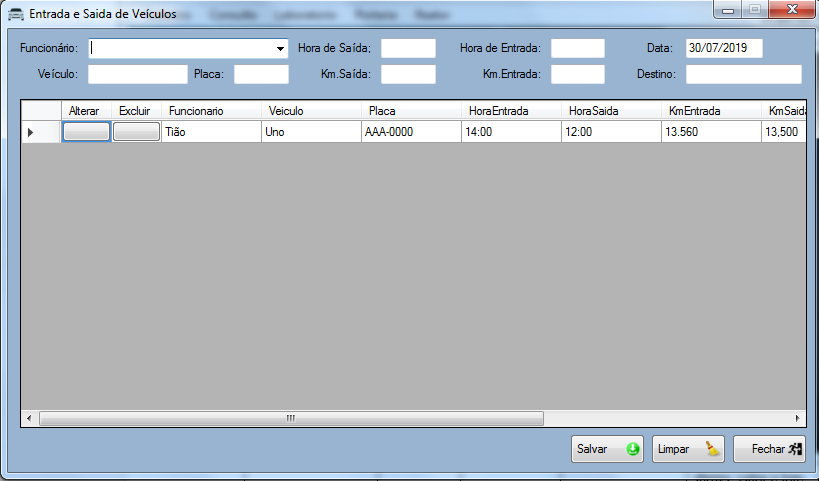 Entrada e Saida de Veículos
Funcionário: Hora de Saída; Hora de Entrada: Data: 30/07/2019
Veículo: Placa: Km.Saída: Km.Entrada: Destino:
Alterar Excluir Funcionario Veiculo Placa HoraEntrada HoraSaida KmEntrada KmSaida
Tião Uno AAA-0000 14:00 12:00 13.560 13,500
Salvar Limpar Fechar